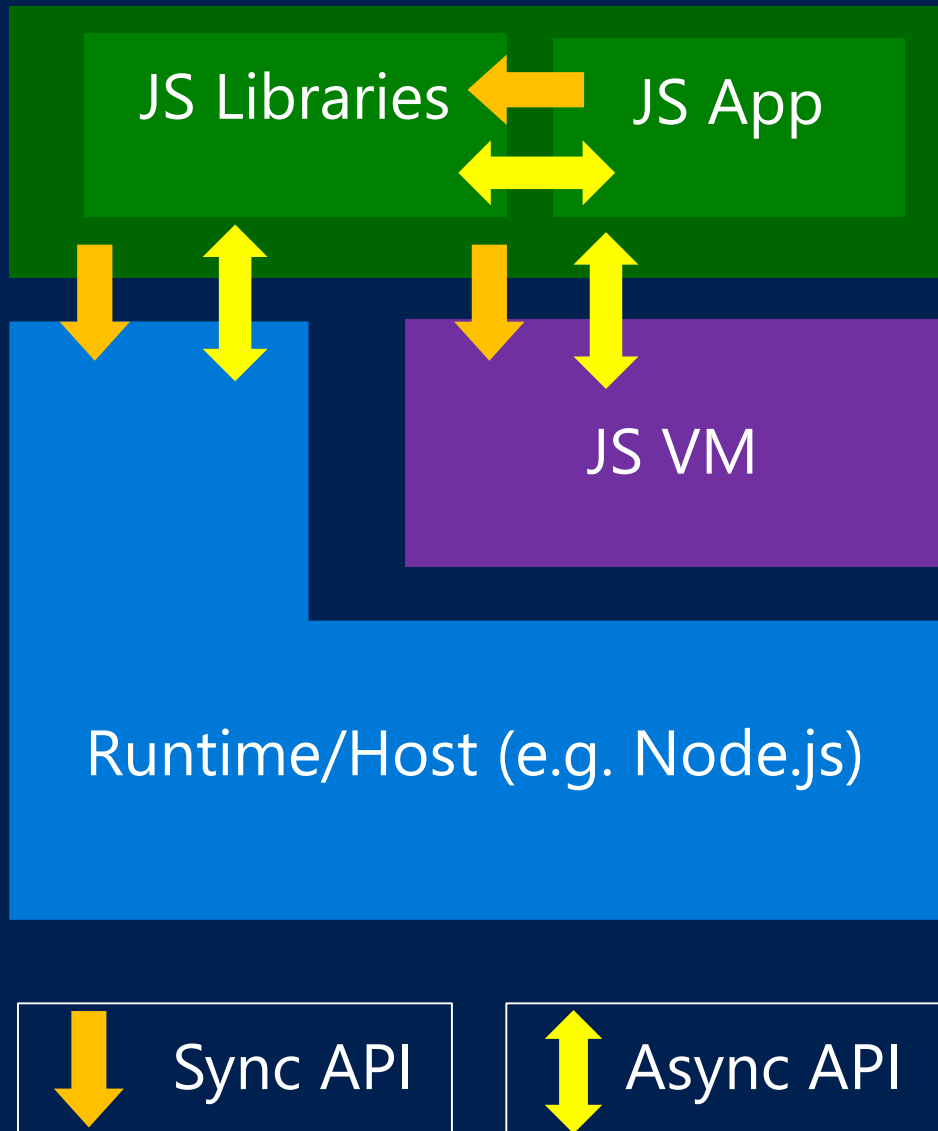 JS Libraries
JS App
JS VM
Runtime/Host (e.g. Node.js)
Sync API
Async API